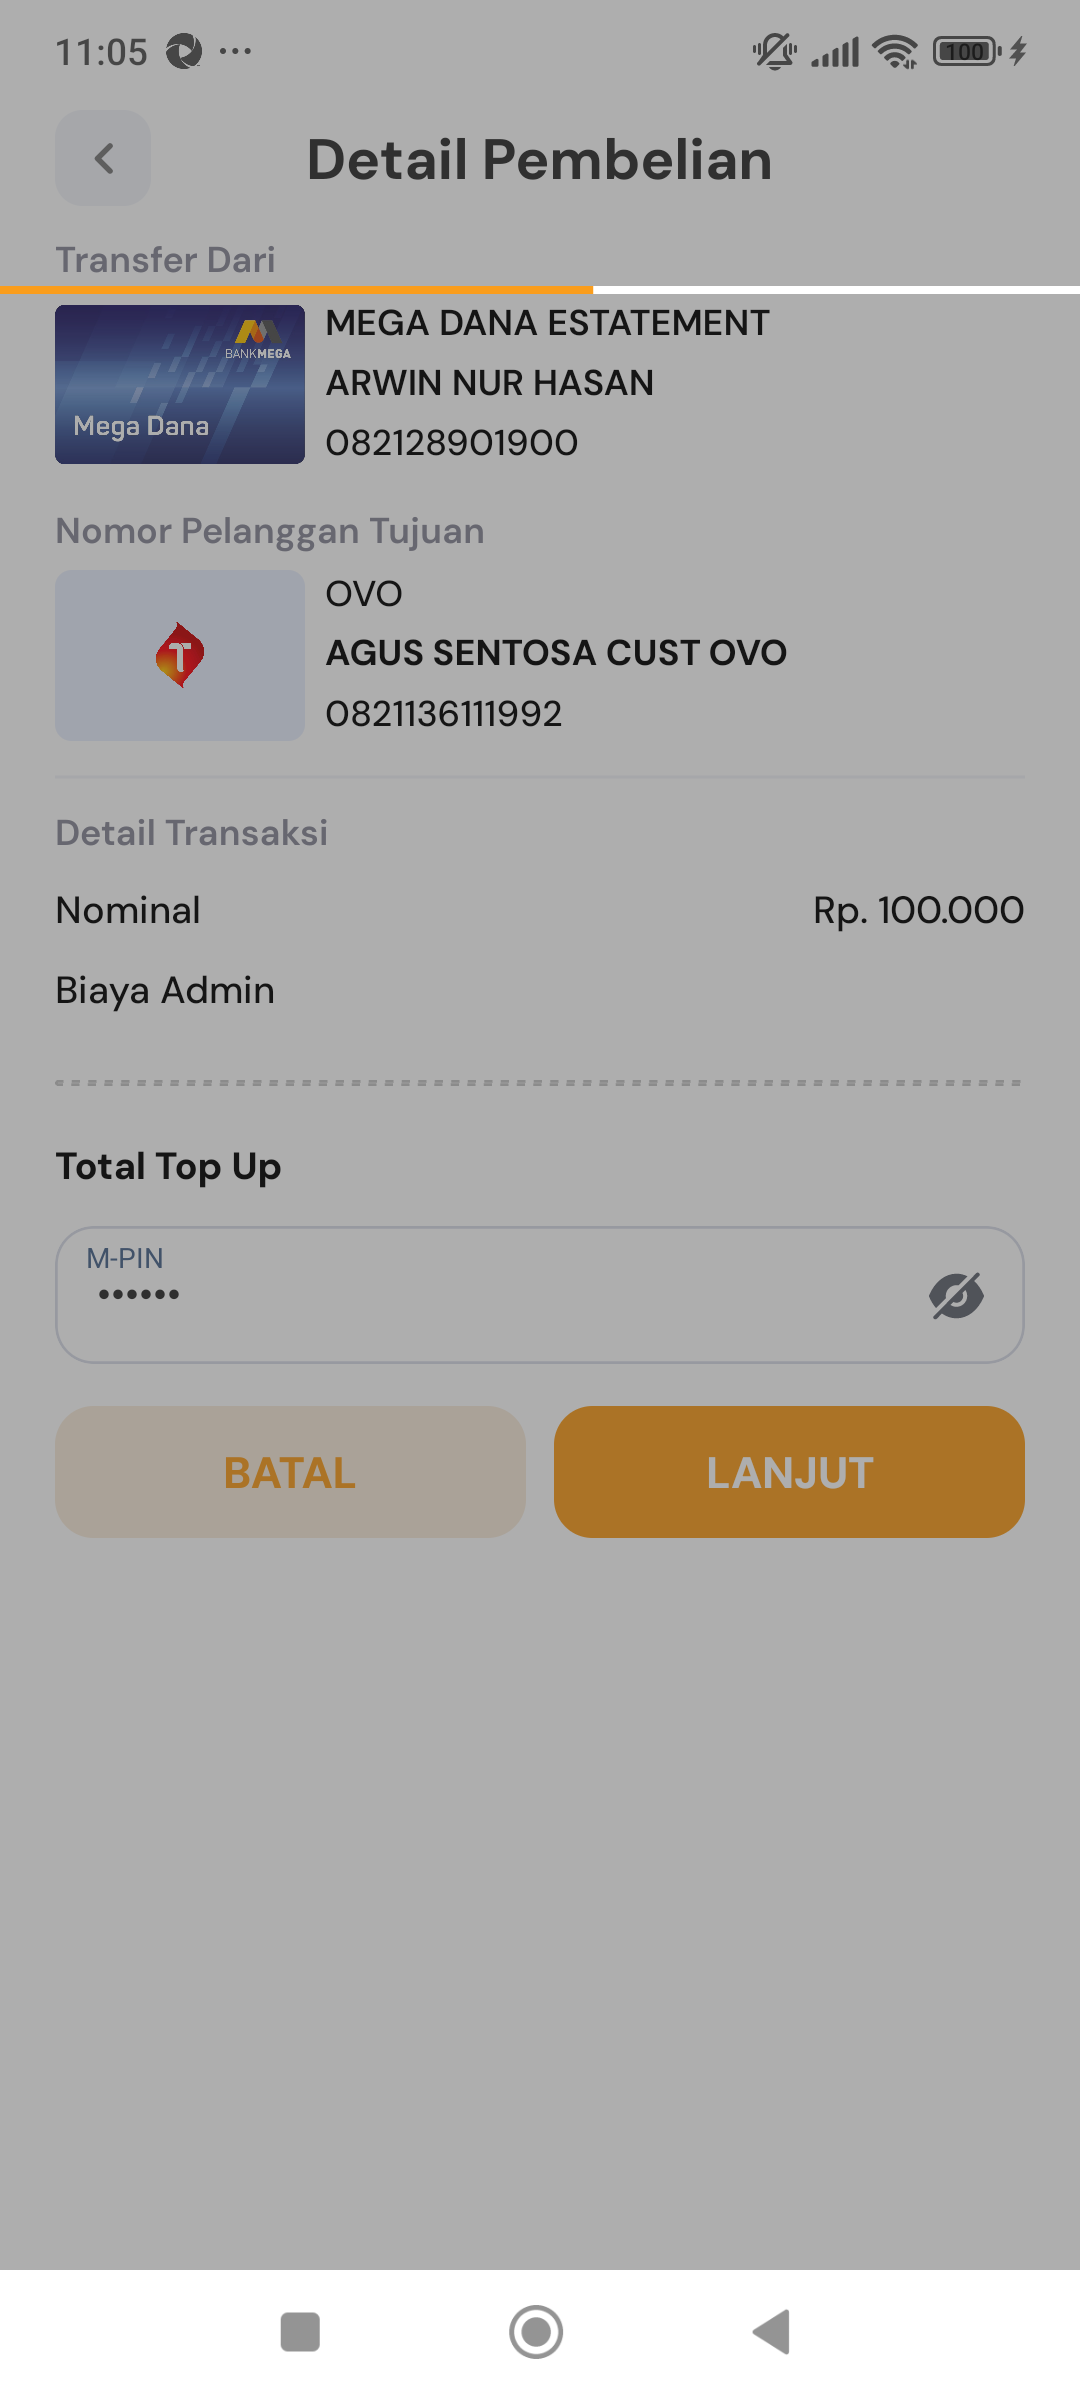 11:05
100
Detail Pembelian
Transfer Dari
BANKMEGA
Mega Dana
MEGA DANA ESTATEMENT
ARWIN NUR HASAN
082128901900
Nomor Pelanggan Tujuan
T
OVO
AGUS SENTOSA CUST OVO
0821136111992
Detail Transaksi
Nominal
Rp. 100.000
Biaya Admin
Total Top Up
M-PIN
••••••
BATAL
LANJUT